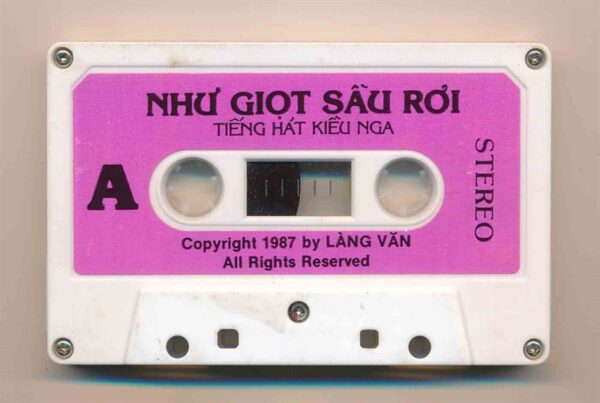 NHƯ GIỌT SẦU RƠI
TIẾNG HÁT KIỀU NGA
A
STEREO
Copyright 1987 by LÀNG VĂN
All Rights Reserved